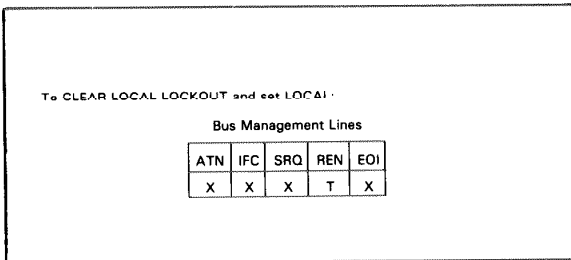 To CLEAR LOCAL LOCKOUT and set LOCAL:
Bus Management Lines
ATN IFC SRQ REN EOI
X X X T X